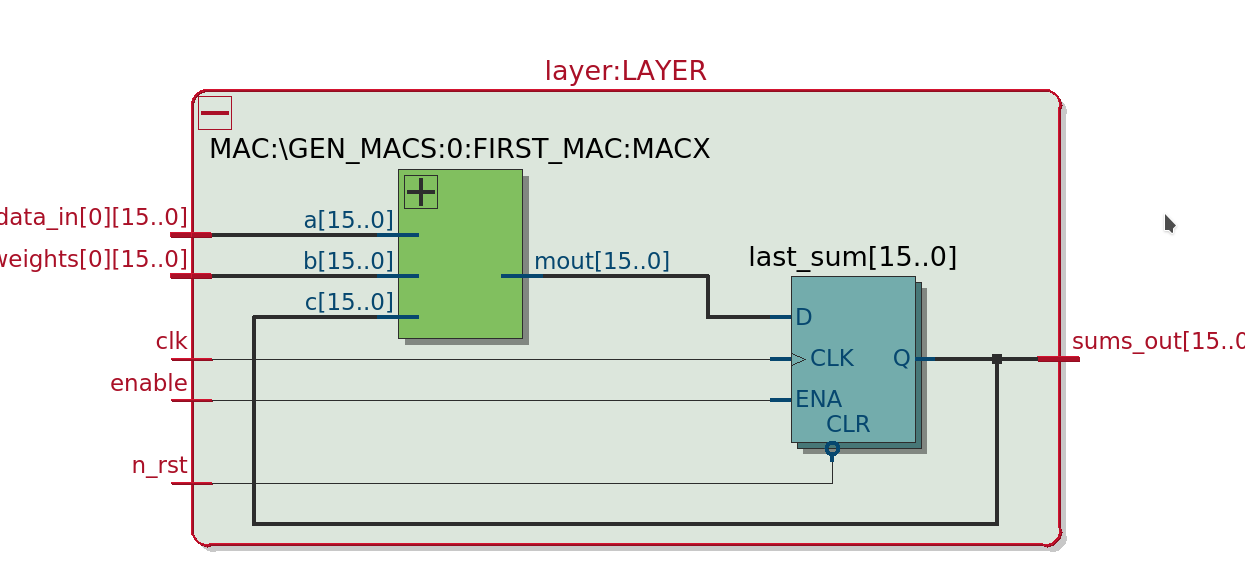 layer:LAYER
MAC:\GEN_MACS:0:FIRST_MAC:MACX
data_in[0][15..0]
a[15..0]
weights[0][15..0]
b[15..0]
mout[15..0]
last_sum[15..0]
c[15..0]
D
clk
CLK
Q
sums_out[15..0
enable
ENA
CLR
n_rst